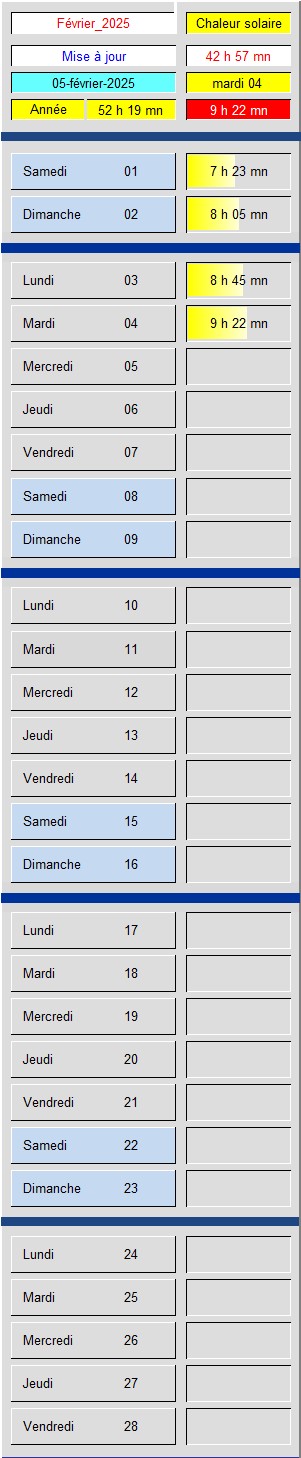 Février_2025 Chaleur solaire
Mise à jour 42 h 57 mn
05-février-2025 mardi 04
Année 52 h 19 mn 9 h 22 mn
Samedi 01 7 h 23 mn
Dimanche 02 8 h 05 mn
Lundi 03 8 h 45 mn
Mardi 04 9 h 22 mn
Mercredi 05
Jeudi 06
Vendredi 07
Samedi 08
Dimanche 09
Lundi 10
Mardi 11
Mercredi 12
Jeudi 13
Vendredi 14
Samedi 15
Dimanche 16
Lundi 17
Mardi 18
Mercredi 19
Jeudi 20
Vendredi 21
Samedi 22
Dimanche 23
Lundi 24
Mardi 25
Mercredi 26
Jeudi 27
Vendredi 28